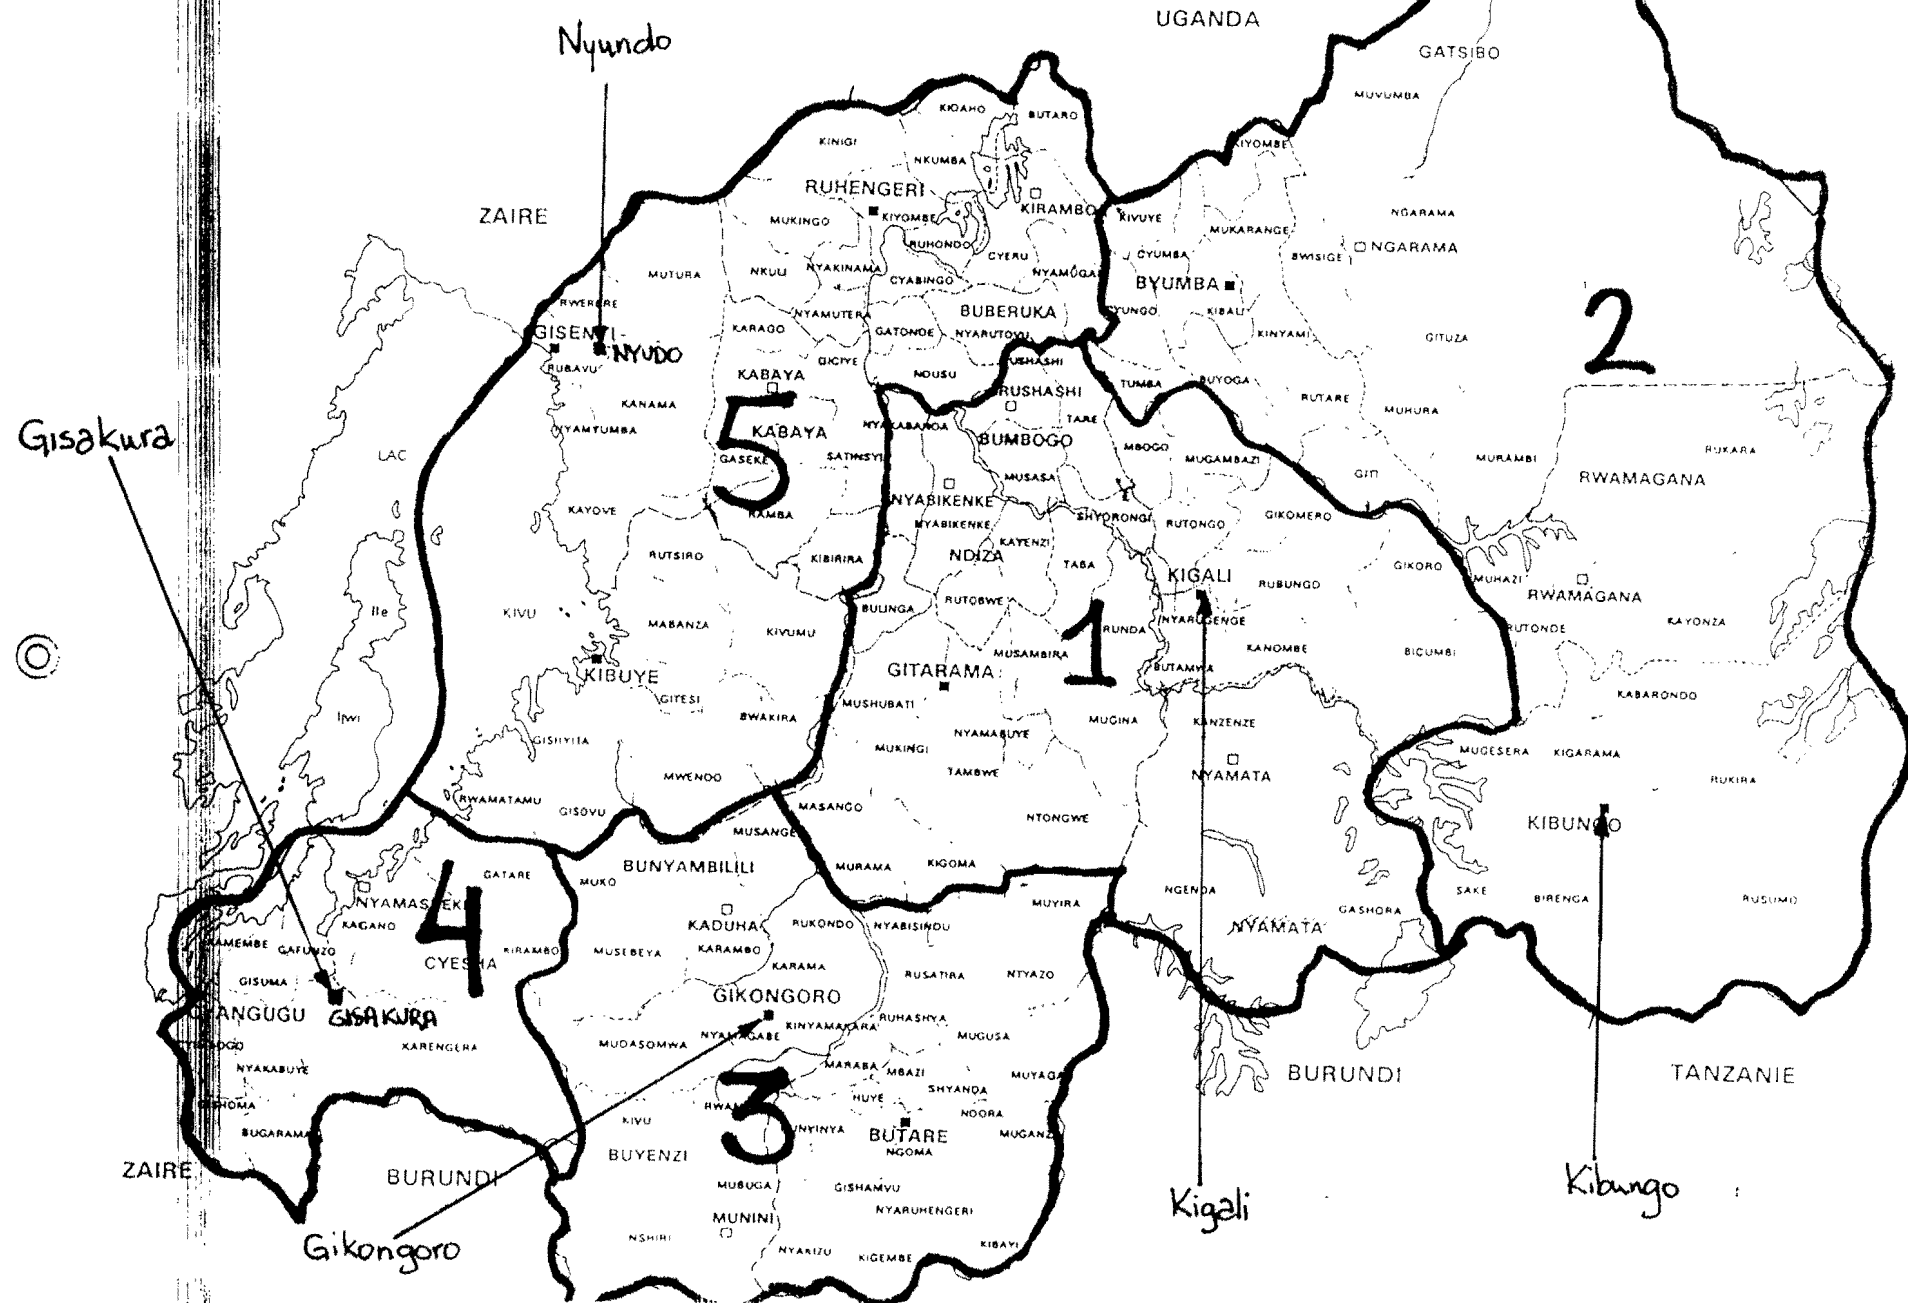 UGANDA
Nyundo
GATSIBO
MUVUMBA
BUTARO
KINIGI
NKUMBA
RUHENGERI
ZAIRE
KIRAMBO
KIVUYE
NGARAMA
MUKINGO
KIYOMBE
MUKARANGE
RUHONDO
NGARAMA
CYERU
CYUMBA
BWISIGE
MUTURA
NKULI
NYAKINAMA
CYABINGO
BYUMBA
RWERERE
NYAMUTERA
BUBERUKA
KIBALI
2
GISENYI
KARAGO
GATONDE
NYARUTOVU
KINYAMI
GITUZA
NYUDO
GICIYE
RUBAVU
KABAYA
NDUSU
RUSHASHI
TUMBA
BUYOGA
KANAMA
5
TARE
RUTARE
MUHURA
Gisakura
NYAMYUMBA
KABAYA
BUMBOGO
MBOGO
LAC
GASEKE
SATINSYI
MUGAMBAZI
MURAMBI
RUKARA
MUSASA
GITI
RWAMAGANA
NYABIKENKE
KAYOVE
RAMBA
NYABIKENKE
SHYORONGI
RUTONGO
GIKOMERO
KAYENZI
RUTSIRO
KIBIRIRA
NDIZA
TABA
GIKORO
KIGALI
RUBUNGO
MUHAZI
RWAMAGANA
Ile
KIVU
BULINGA
RUTOBWE
1
MABANZA
KIVUMU
RUNDA
NYARUGENGE
RUTONDE
KAYONZA
MUSAMBIRA
KANOMBE
BICUMBI
KIBUYE
GITARAMA
BUTAMWA
GITESI
MUSHUBATI
KABARONDO
Ijwi
BWAKIRA
MUGINA
KANZENZE
GISHYITA
NYAMABUYE
MUKINGI
MUGESERA
KIGARAMA
MWENDO
TAMBWE
NYAMATA
RUKIRA
RWAMATAMU
GISOVU
MASANGO
NTONGWE
KIBUNGO
MUSANGE
4
GATARE
BUNYAMBILILI
MURAMA
KIGOMA
MUKO
NGENDA
SAKE
KAGANO
KADUHA
RUKONDO
NYABISINDU
MUYIRA
GASHORA
BIRENGA
RUSUMO
GAFUNZO
KIRAMBO
MUSEBEYA
KARAMBO
NYAMATA
CYESHA
KARAMA
RUSATIRA
NTYAZO
GISUMA
GIKONGORO
GISAKURA
RUHASHYA
KINYAMAKARA
NYAMAGABE
MUGUSA
KARENGERA
MUDASOMWA
NYAKABUYE
MARABA
MBAZI
MUYAGA
BURUNDI
TANZANIE
3
HUYE
SHYANDA
NDORA
KIVU
BUGARAMA
BUTARE
BUYENZI
NGOMA
ZAIRE
BURUNDI
MUBUGA
GISHAMVU
Kibungo
Kigali
NYARUHENGERI
MUNINI
Gikongoro
NSHIRI
NYAKIZU
KIGEMBE
KIBAYI